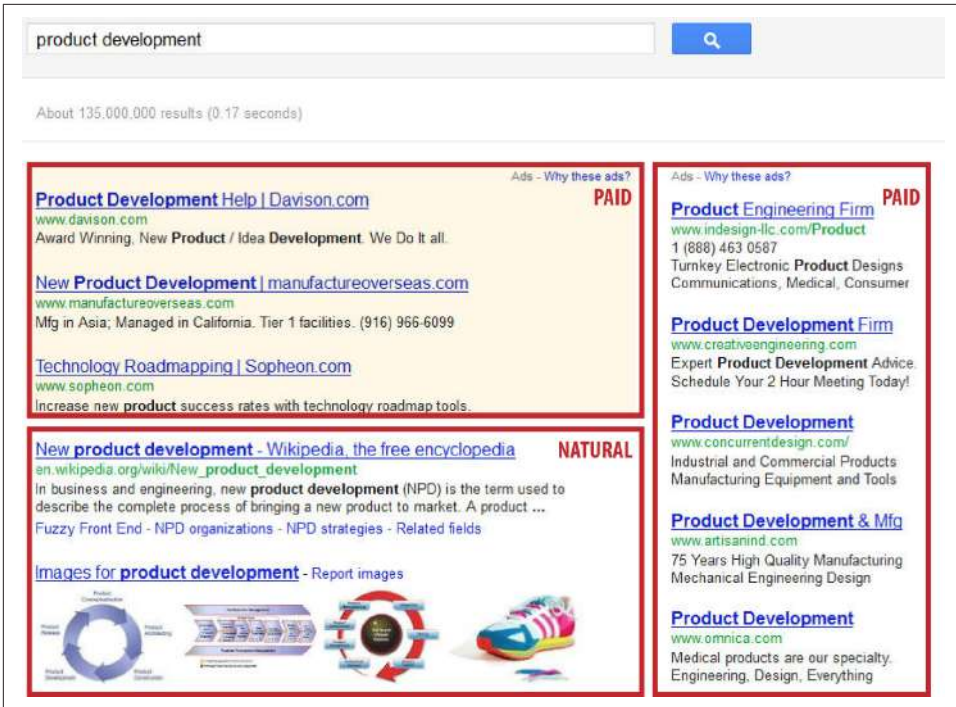 product development
About 135,000,000 results (0.17 seconds)
Ads - Why these ads?
PAID
Product Development Help | Davison.com
www.davison.com
Award Winning, New Product / Idea Development. We Do It all.
New Product Development | manufactureoverseas.com
www.manufactureoverseas.com
Mfg in Asia; Managed in California. Tier 1 facilities. (916) 966-6099
Technology Roadmapping | Sopheon.com
www.sopheon.com
Increase new product success rates with technology roadmap tools.
New product development - Wikipedia, the free encyclopedia
NATURAL
en.wikipedia.org/wiki/New_product_development
In business and engineering, new product development (NPD) is the term used to
describe the complete process of bringing a new product to market. A product ...
Fuzzy Front End - NPD organizations - NPD strategies - Related fields
Images for product development - Report images
Ads - Why these ads?
PAID
Product Engineering Firm
www.indesign-llc.com/Product
1 (888) 463 0587
Turnkey Electronic Product Designs
Communications, Medical, Consumer
Product Development Firm
www.creativeengineering.com
Expert Product Development Advice.
Schedule Your 2 Hour Meeting Today!
Product Development
www.concurrentdesign.com/
Industrial and Commercial Products
Manufacturing Equipment and Tools
Product Development & Mfg
www.artisanind.com
75 Years High Quality Manufacturing
Mechanical Engineering Design
Product Development
www.omnica.com
Medical products are our specialty.
Engineering, Design, Everything